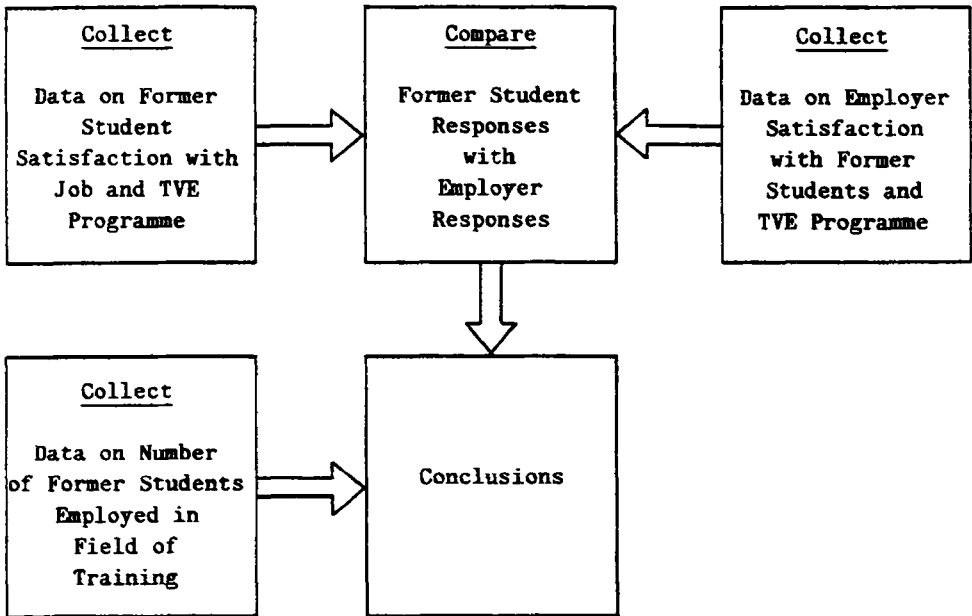 Collect
Data on Former
Student
Satisfaction with
Job and TVE
Programme
Compare
Former Student
Responses
with
Employer
Responses
Collect
Data on Employer
Satisfaction
with Former
Students and
TVE Programme
Collect
Data on Number
of Former Students
Employed in
Field of
Training
Conclusions